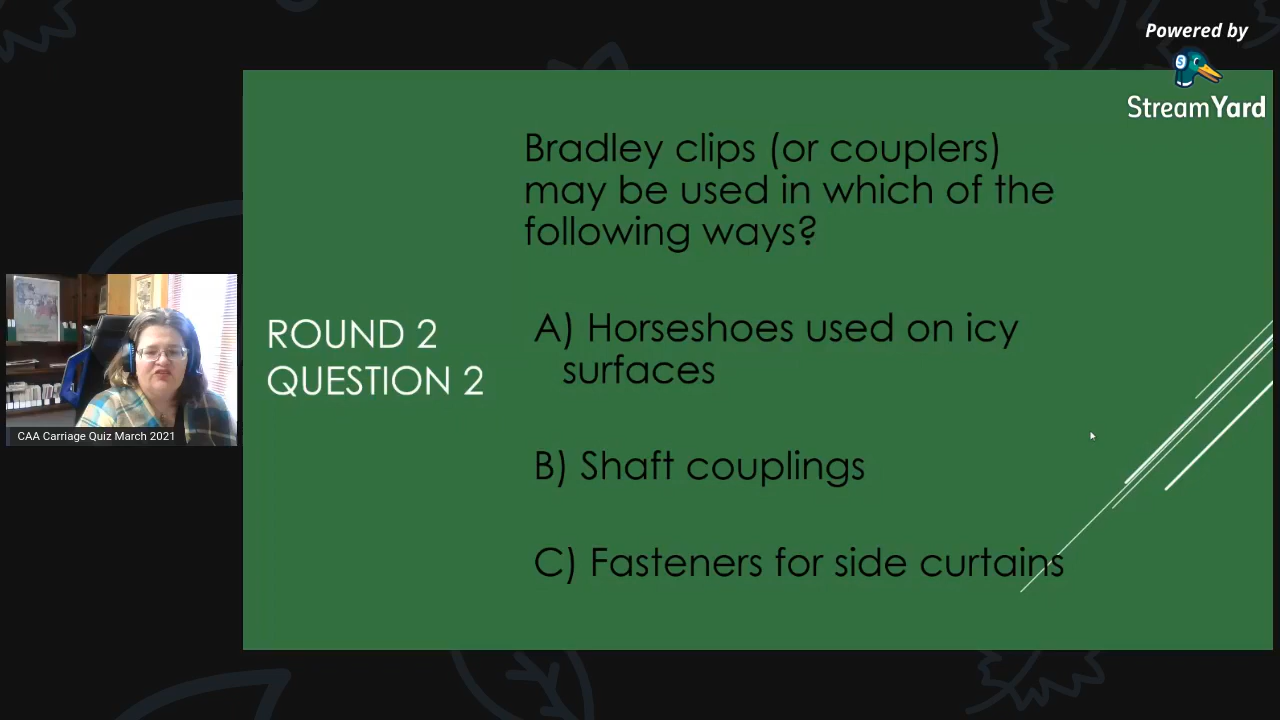 Powered by
StreamYard
Bradley clips (or couplers)
may be used in which of the
following ways?
ROUND 2
QUESTION 2
A) Horseshoes used on icy
surfaces
B) Shaft couplings
C) Fasteners for side curtains
CAA Carriage Quiz March 2021